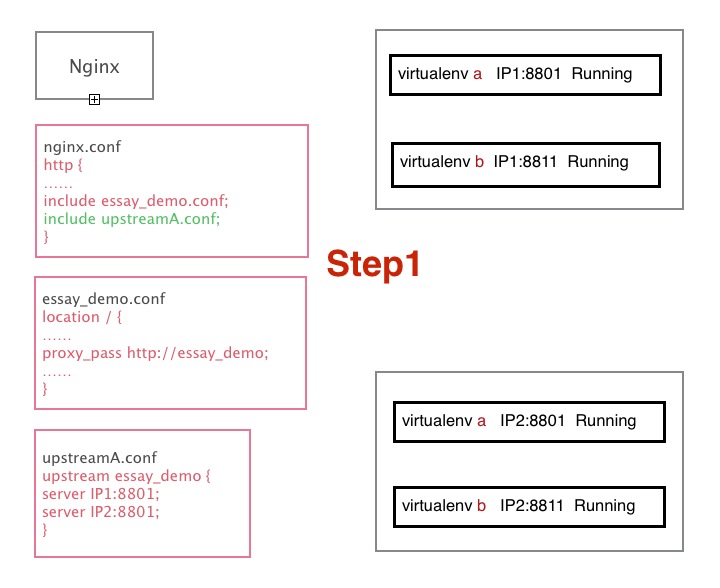 Nginx
nginx.conf
http {
......
include essay_demo.conf;
include upstreamA.conf;
}
essay_demo.conf
location / {
......
proxy_pass http://essay_demo;
......
}
upstreamA.conf
upstream essay_demo {
server IP1:8801;
server IP2:8801;
}
Step1
virtualenv a IP1:8801 Running
virtualenv b IP1:8811 Running
virtualenv a IP2:8801 Running
virtualenv b IP2:8811 Running